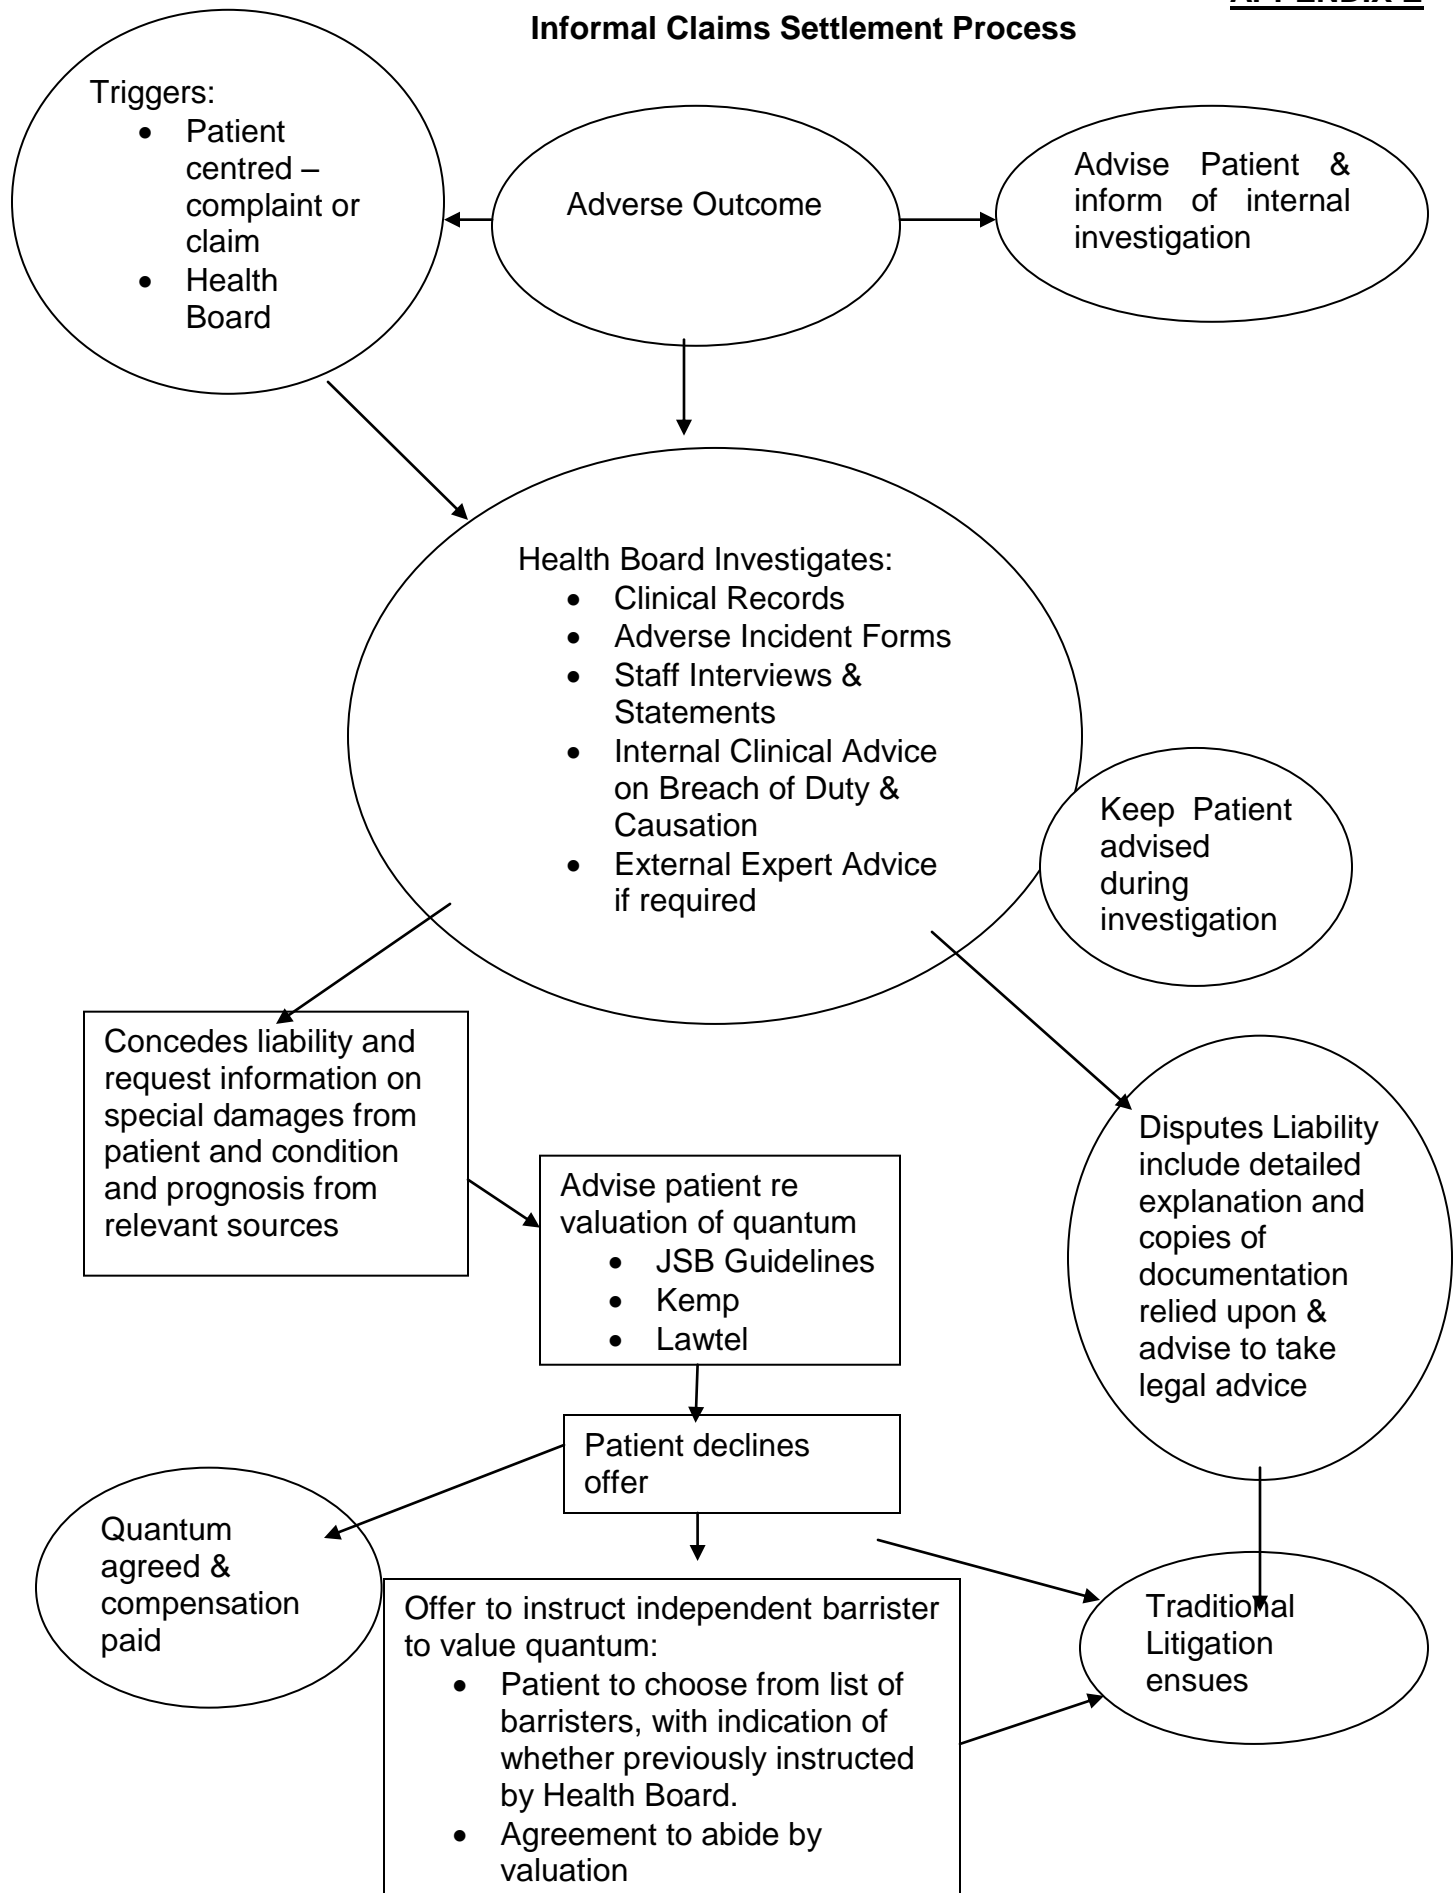 Informal Claims Settlement Process
Triggers:
• Patient
centred –
complaint or
claim
• Health
Board
Adverse Outcome
Advise Patient &
inform of internal
investigation
Health Board Investigates:
• Clinical Records
• Adverse Incident Forms
• Staff Interviews &
Statements
• Internal Clinical Advice
on Breach of Duty &
Causation
• External Expert Advice
if required
Keep Patient
advised
during
investigation
Concedes liability and
request information on
special damages from
patient and condition
and prognosis from
relevant sources
Advise patient re
valuation of quantum
• JSB Guidelines
• Kemp
• Lawtel
Disputes Liability
include detailed
explanation and
copies of
documentation
relied upon &
advise to take
legal advice
Patient declines
offer
Quantum
agreed &
compensation
paid
Offer to instruct independent barrister
to value quantum:
• Patient to choose from list of
barristers, with indication of
whether previously instructed
by Health Board.
• Agreement to abide by
valuation
Traditional
Litigation
ensues